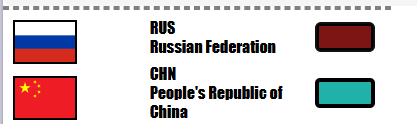 RUS
Russian Federation
CHN
People's Republic of
China